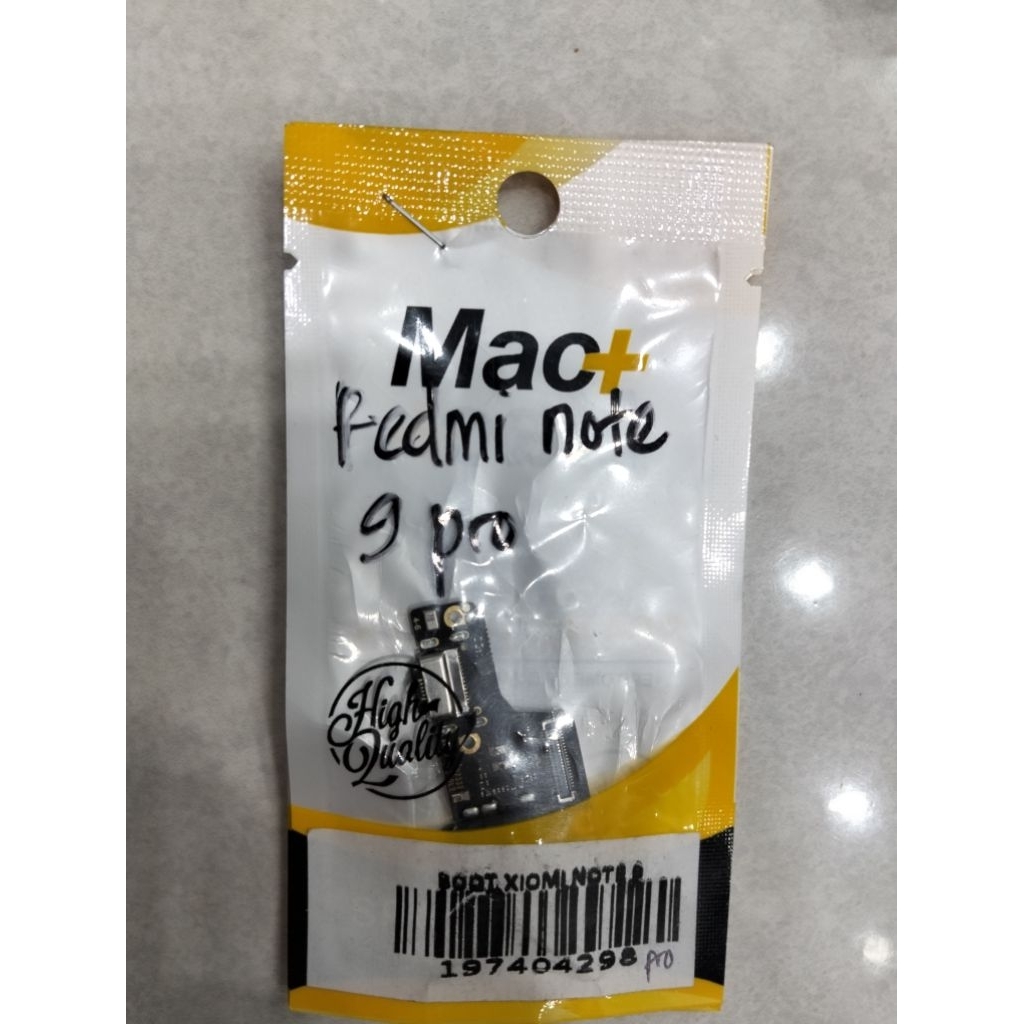 Mac+
Redmi note
9 pro
High
Quality
BOOT XIOMI NOTE 9
197404298 pro